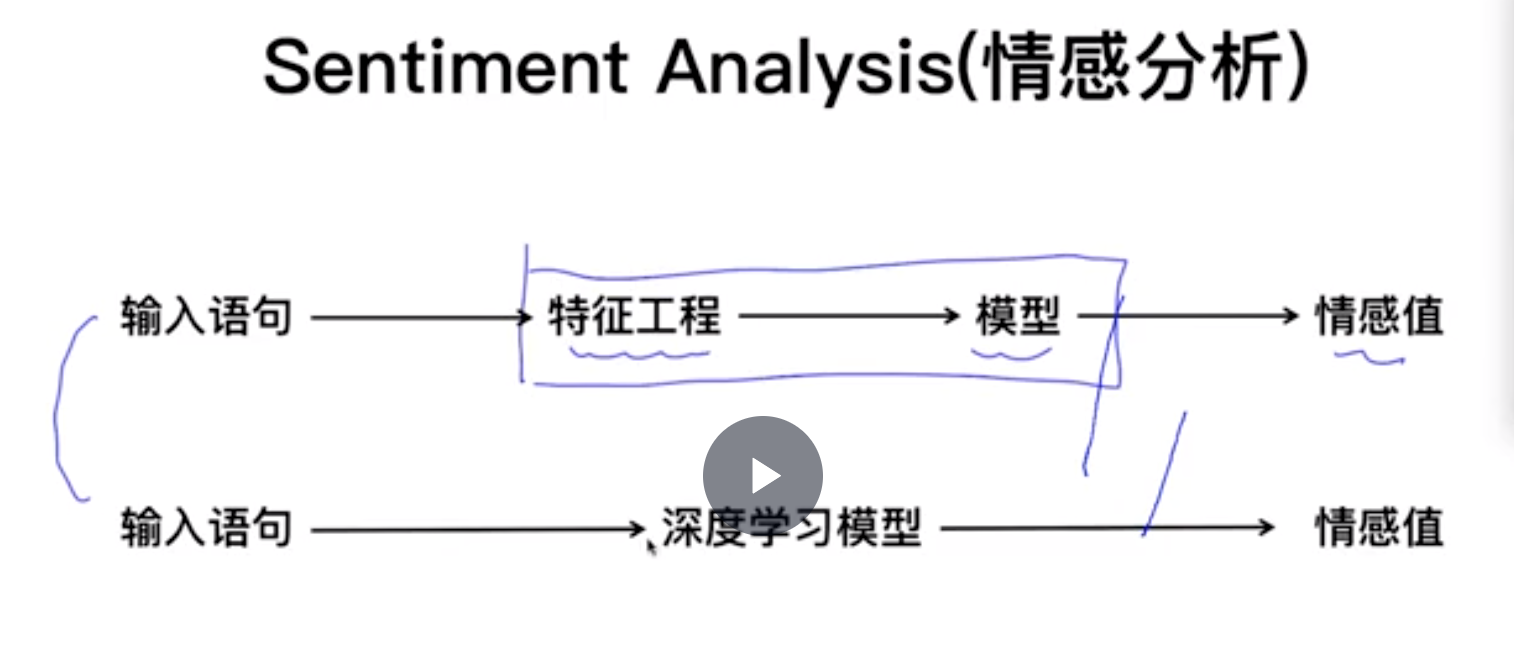 Sentiment Analysis(情感分析)
输入语句 特征工程 模型 情感值
输入语句 深度学习模型 情感值